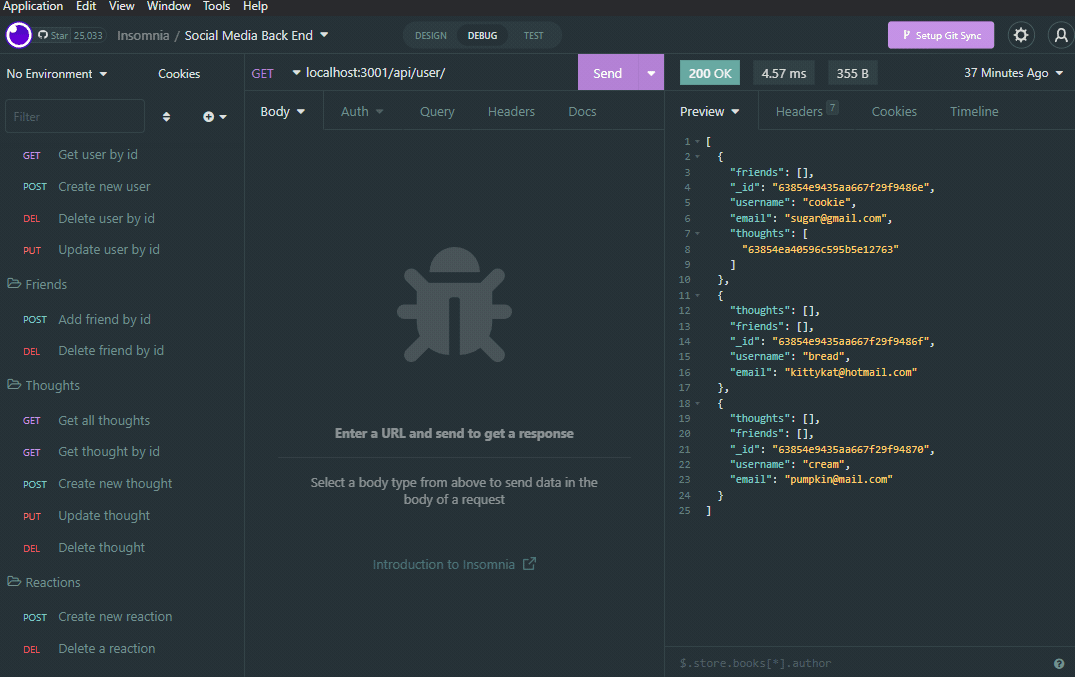 Application Edit View Window Tools Help
Star 25,033 Insomnia / Social Media Back End DESIGN DEBUG TEST Setup Git Sync
No Environment Cookies
Filter
GET Get user by id
POST Create new user
DEL Delete user by id
PUT Update user by id
Friends
POST Add friend by id
DEL Delete friend by id
Thoughts
GET Get all thoughts
GET Get thought by id
POST Create new thought
PUT Update thought
DEL Delete thought
Reactions
POST Create new reaction
DEL Delete a reaction
GET localhost:3001/api/user/ Send
Body Auth Query Headers Docs
Enter a URL and send to get a response
Select a body type from above to send data in the
body of a request
Introduction to Insomnia
200 OK 4.57 ms 355 B 37 Minutes Ago
Preview Headers 7 Cookies Timeline
1 [
2 {
3 "friends": [],
4 "_id": "63854e9435aa667f29f9486e",
5 "username": "cookie",
6 "email": "sugar@gmail.com",
7 "thoughts": [
8 "63854ea40596c595b5e12763"
9 ]
10 },
11 {
12 "thoughts": [],
13 "friends": [],
14 "_id": "63854e9435aa667f29f9486f",
15 "username": "bread",
16 "email": "kittykat@hotmail.com"
17 },
18 {
19 "thoughts": [],
20 "friends": [],
21 "_id": "63854e9435aa667f29f94870",
22 "username": "cream",
23 "email": "pumpkin@mail.com"
24 }
25 ]
$.store.books[*].author